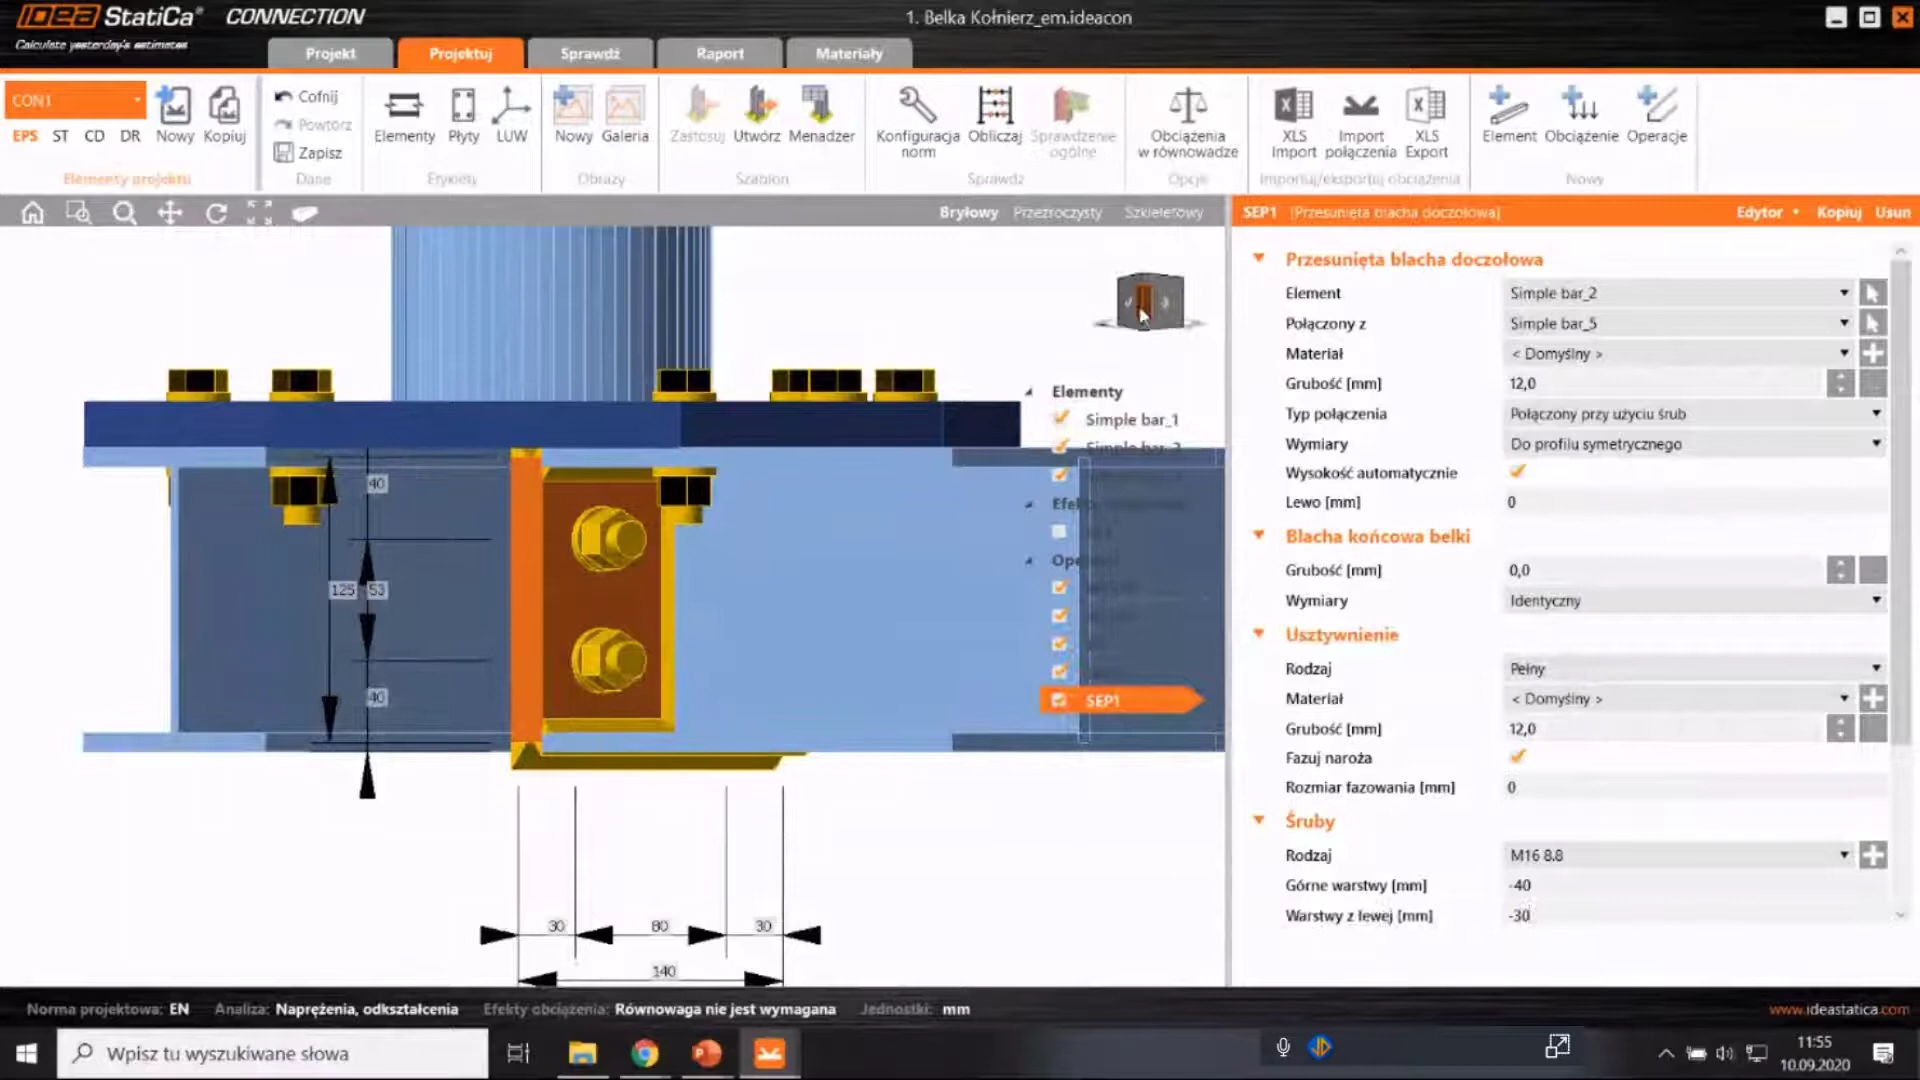 IDEA StatiCa® CONNECTION
Calculate yesterday's estimates
1. Belka Kołnierz_em.ideacon
Projekt
Projektuj
Sprawdź
Raport
Materiały
CON1
EPS ST CD DR
Nowy
Kopiuj
Elementy projektu
Cofnij
Powtórz
Zapisz
Dane
Elementy
Płyty
LUW
Etykiety
Nowy
Galeria
Obrazy
Zastosuj
Utwórz
Menadżer
Szablon
Konfiguracja norm
Obliczaj
Sprawdzenie ogólne
Sprawdź
Obciążenia w równowadze
Opcje
XLS Import
Import połączenia
XLS Export
Importuj/eksportuj obciążenia
Element
Obciążenie
Operacje
Nowy
Bryłowy Przezroczysty Szkieletowy
SEP1 [Przesunięta blacha doczołowa]
Edytor Kopiuj Usuń
Elementy
Simple bar_1
SEP1
40
125
53
40
30
80
30
140
Przesunięta blacha doczołowa
Element Simple bar_2
Połączony z Simple bar_5
Materiał < Domyślny >
Grubość [mm] 12,0
Typ połączenia Połączony przy użyciu śrub
Wymiary Do profilu symetrycznego
Wysokość automatycznie
Lewo [mm] 0
Blacha końcowa belki
Grubość [mm] 0,0
Wymiary Identyczny
Usztywnienie
Rodzaj Pełny
Materiał < Domyślny >
Grubość [mm] 12,0
Fazuj naroża
Rozmiar fazowania [mm] 0
Śruby
Rodzaj M16 8.8
Górne warstwy [mm] -40
Warstwy z lewej [mm] -30
Norma projektowa: EN Analiza: Naprężenia, odkształcenia Efekty obciążenia: Równowaga nie jest wymagana Jednostki: mm
www.ideastatica.com
Wpisz tu wyszukiwane słowa
11:55
10.09.2020